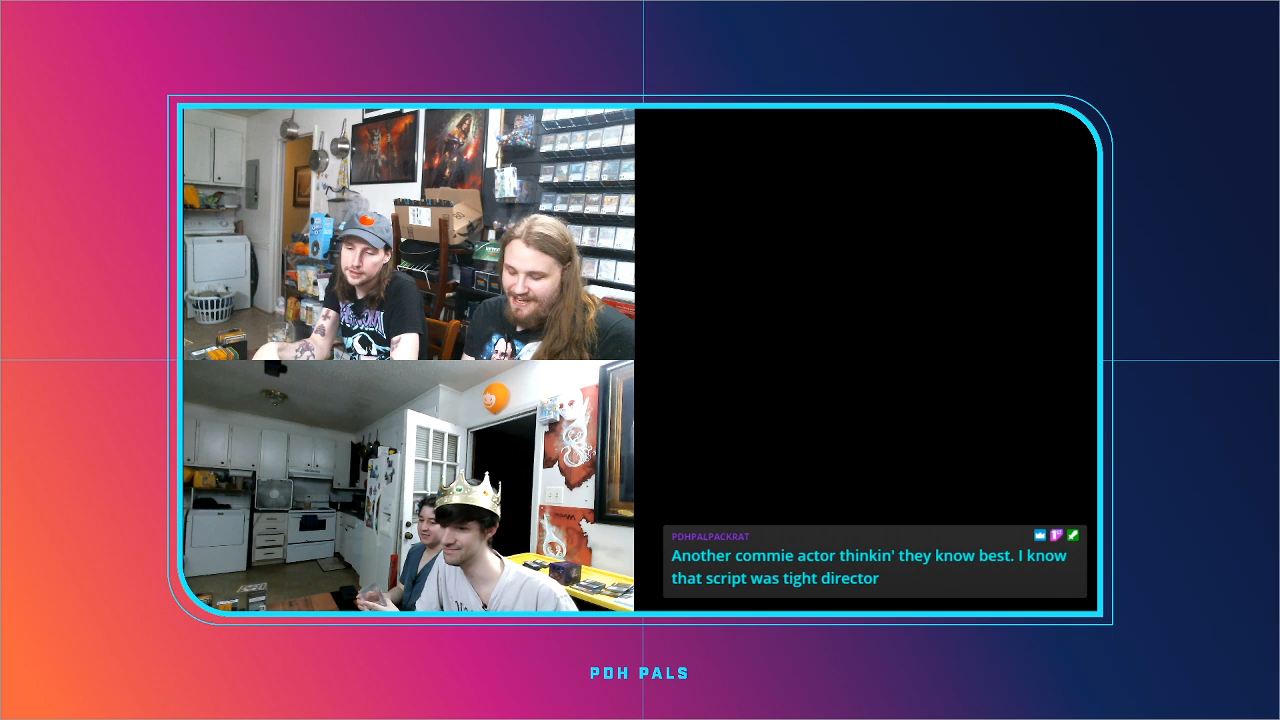 PDHPALPACKRAT
Another commie actor thinkin' they know best. I know
that script was tight director
PDH PALS